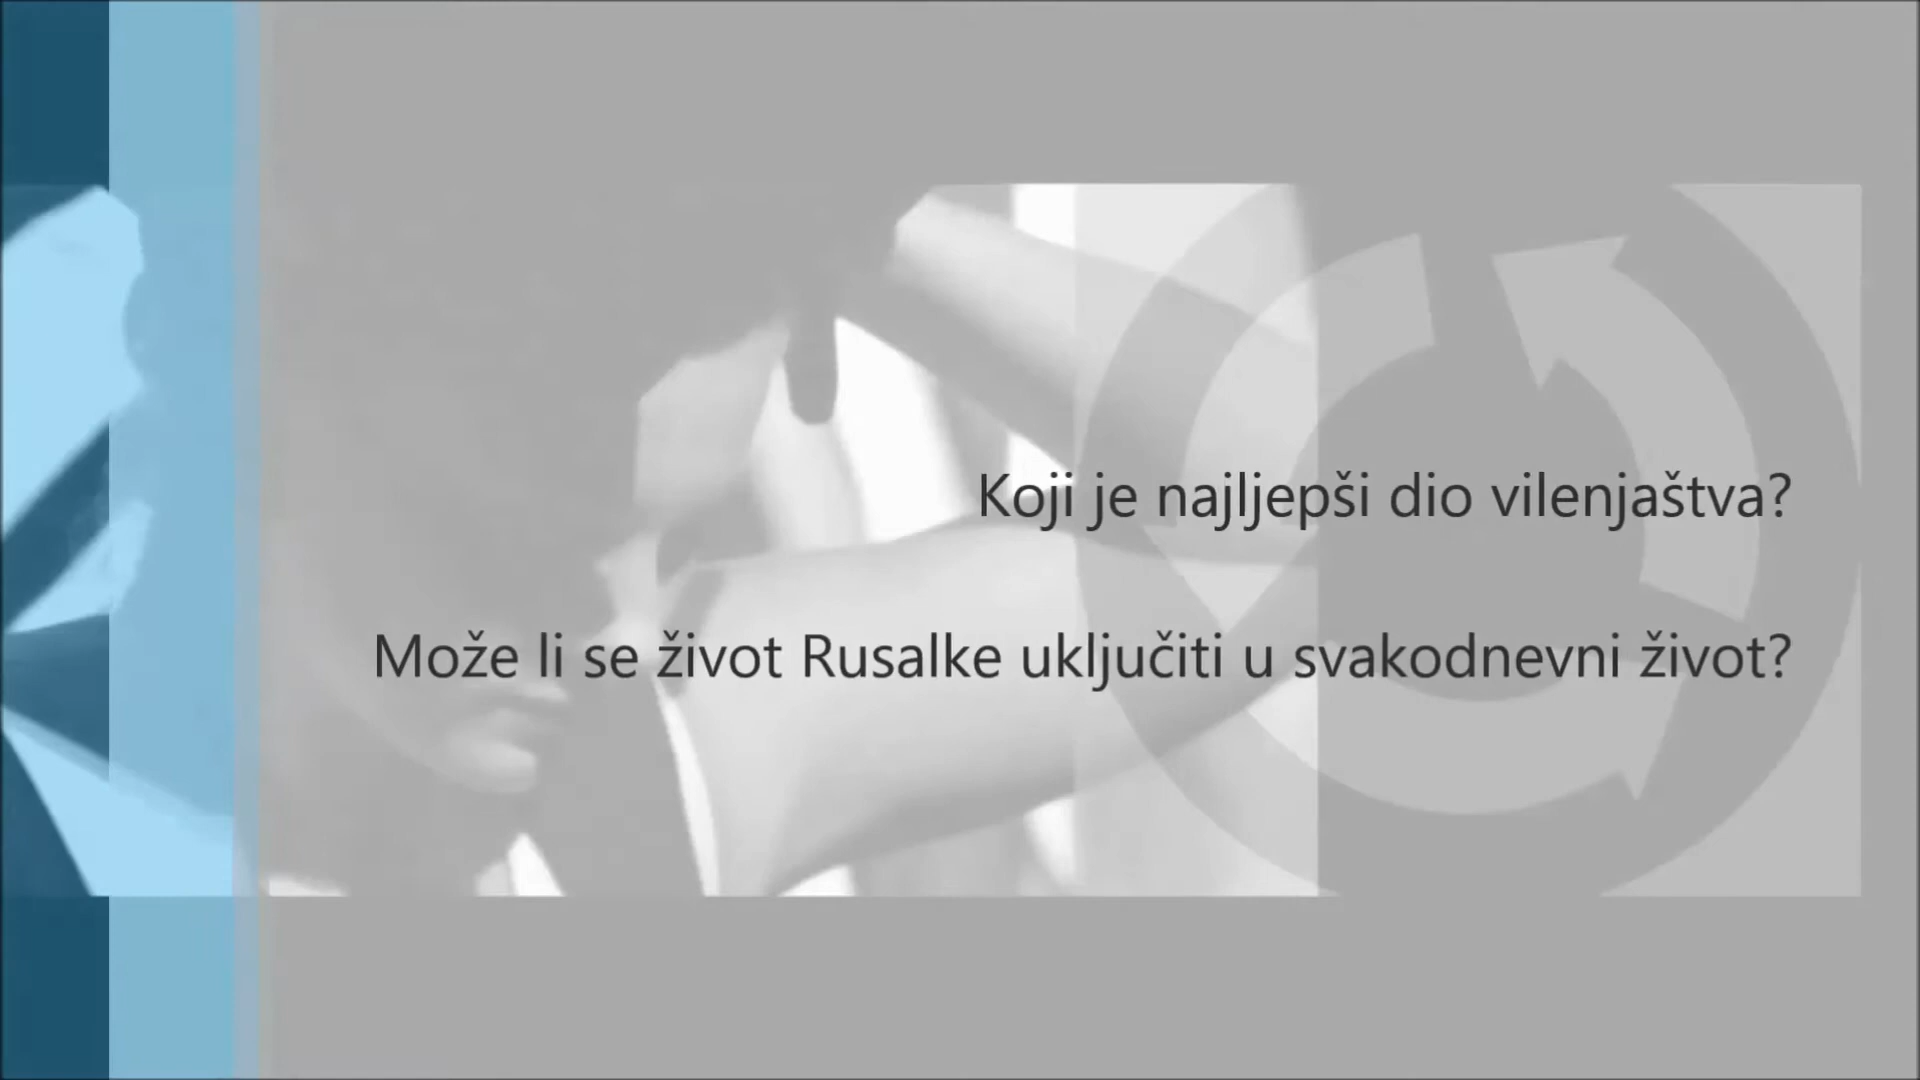 Koji je najljepši dio vilenjaštva?
Može li se život Rusalke uključiti u svakodnevni život?